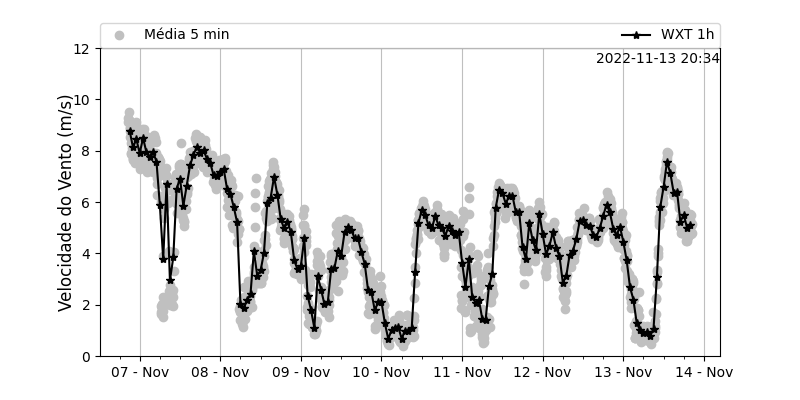 Média 5 min
WXT 1h
2022-11-13 20:34
Velocidade do Vento (m/s)
12
10
8
6
4
2
0
07 - Nov
08 - Nov
09 - Nov
10 - Nov
11 - Nov
12 - Nov
13 - Nov
14 - Nov